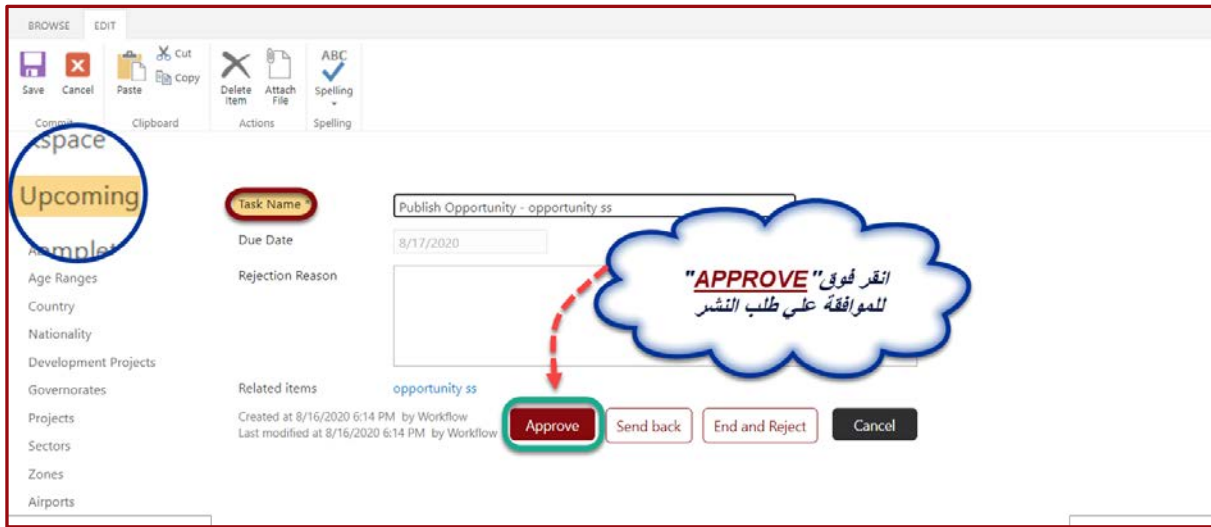 BROWSE EDIT
Save
Cancel
Paste
Cut
Copy
Delete Item
Attach File
ABC
Spelling
Clipboard
Actions
Spelling
Upcoming
Age Ranges
Country
Nationality
Development Projects
Governorates
Projects
Sectors
Zones
Airports
Task Name *
Publish Opportunity - opportunity ss
Due Date
8/17/2020
Rejection Reason
انقر فوق "APPROVE"
للموافقة علي طلب النشر
Related items
opportunity ss
Created at 8/16/2020 6:14 PM by Workflow
Last modified at 8/16/2020 6:14 PM by Workflow
Approve
Send back
End and Reject
Cancel